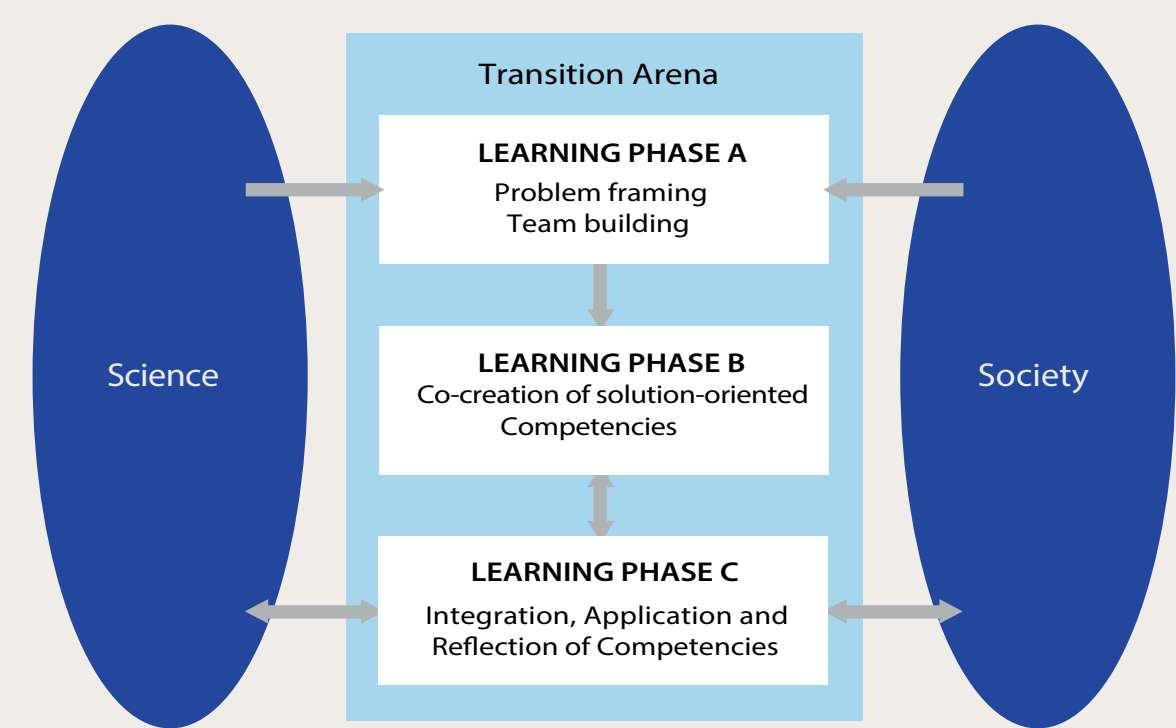 Transition Arena
LEARNING PHASE A
Problem framing
Team building
Science
LEARNING PHASE B
Co-creation of solution-oriented
Competencies
Society
LEARNING PHASE C
Integration, Application and
Reflection of Competencies